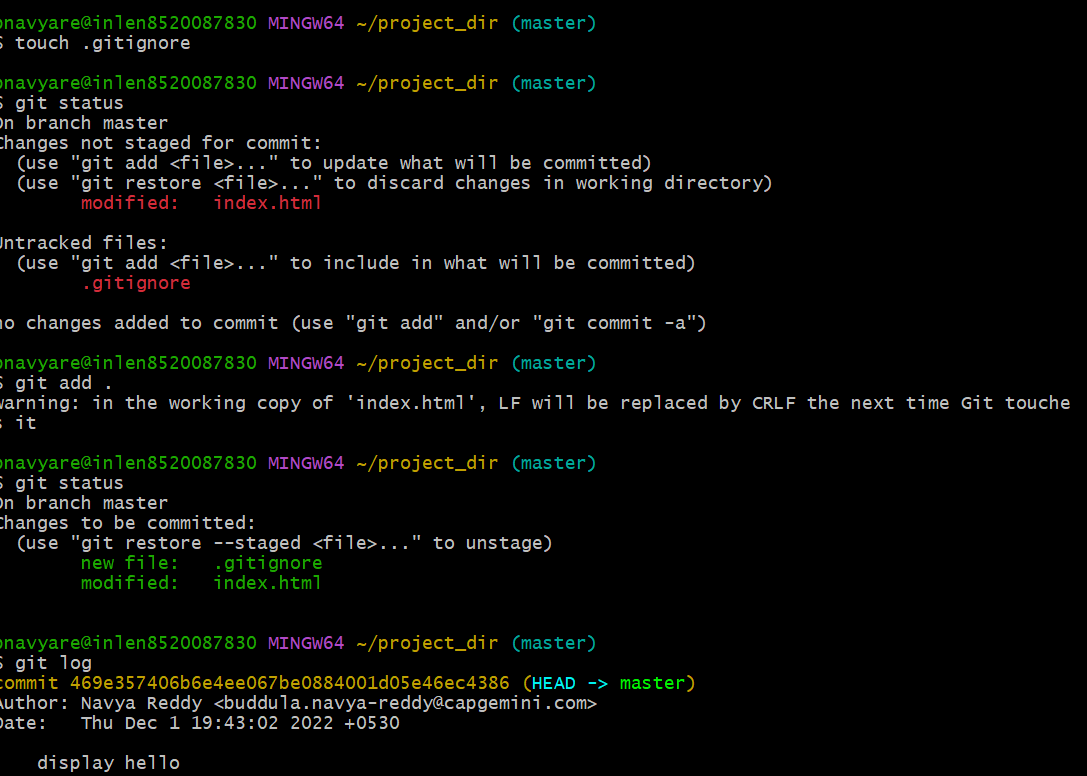 navyare@inlen8520087830 MINGW64 ~/project_dir (master)
$ touch .gitignore
navyare@inlen8520087830 MINGW64 ~/project_dir (master)
$ git status
On branch master
Changes not staged for commit:
(use "git add <file>..." to update what will be committed)
(use "git restore <file>..." to discard changes in working directory)
modified: index.html
Untracked files:
(use "git add <file>..." to include in what will be committed)
.gitignore
no changes added to commit (use "git add" and/or "git commit -a")
navyare@inlen8520087830 MINGW64 ~/project_dir (master)
$ git add .
warning: in the working copy of 'index.html', LF will be replaced by CRLF the next time Git touche
s it
navyare@inlen8520087830 MINGW64 ~/project_dir (master)
$ git status
On branch master
Changes to be committed:
(use "git restore --staged <file>..." to unstage)
new file: .gitignore
modified: index.html
navyare@inlen8520087830 MINGW64 ~/project_dir (master)
$ git log
commit 469e357406b6e4ee067be0884001d05e46ec4386 (HEAD -> master)
Author: Navya Reddy <buddula.navya-reddy@capgemini.com>
Date: Thu Dec 1 19:43:02 2022 +0530
display hello